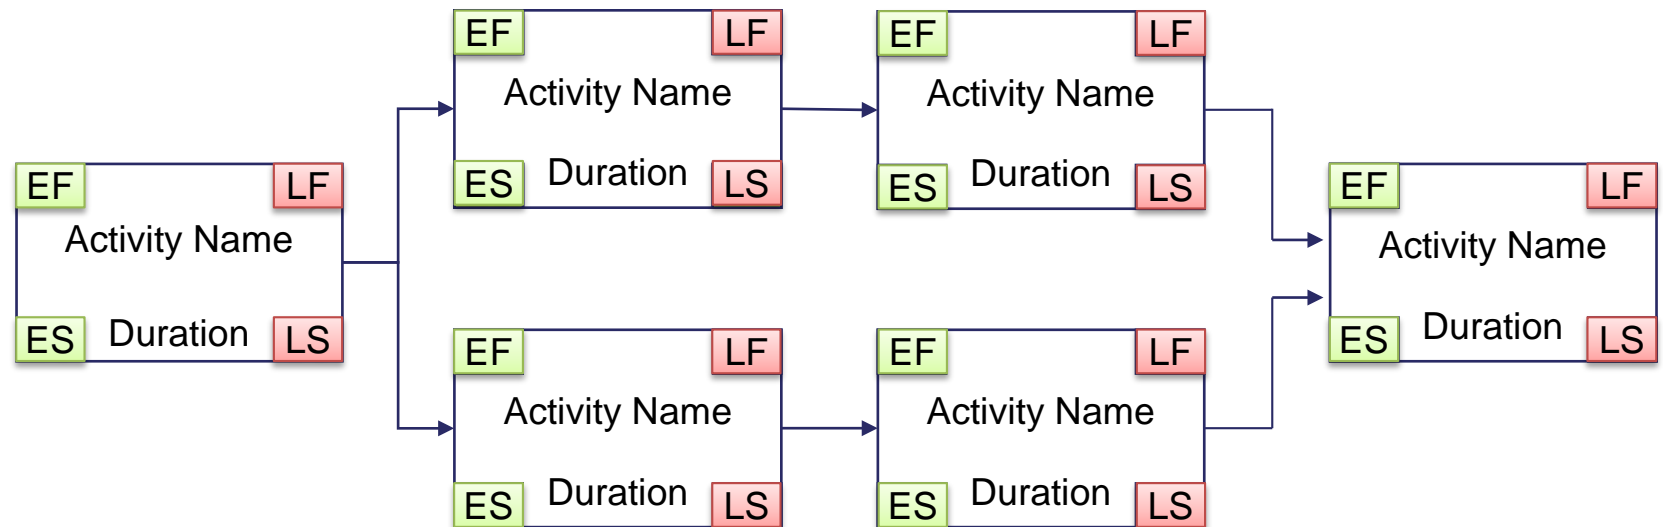 EF LF
Activity Name
ES Duration LS
EF LF
Activity Name
ES Duration LS
EF LF
Activity Name
ES Duration LS
EF LF
Activity Name
ES Duration LS
EF LF
Activity Name
ES Duration LS
EF LF
Activity Name
ES Duration LS